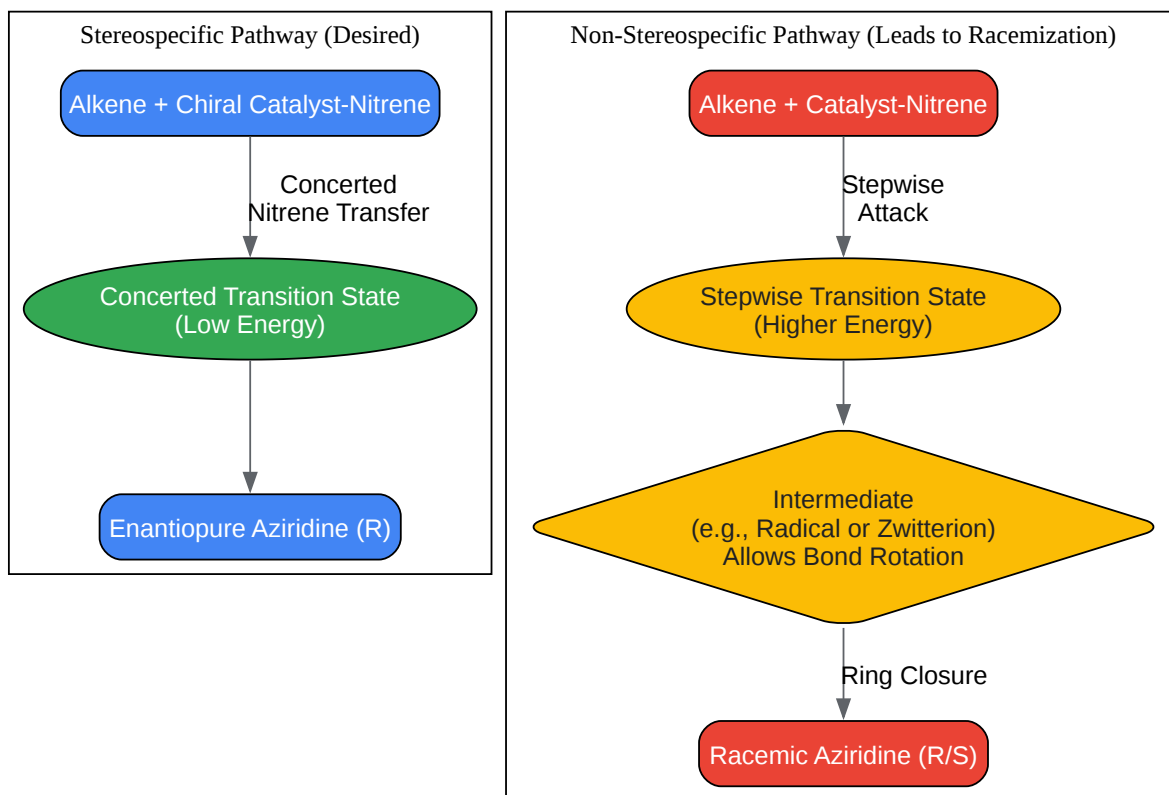 Stereospecific Pathway (Desired)
Alkene + Chiral Catalyst-Nitrene
Concerted
Nitrene Transfer
Concerted Transition State
(Low Energy)
Enantiopure Aziridine (R)
Non-Stereospecific Pathway (Leads to Racemization)
Alkene + Catalyst-Nitrene
Stepwise
Attack
Stepwise Transition State
(Higher Energy)
Intermediate
(e.g., Radical or Zwitterion)
Allows Bond Rotation
Ring Closure
Racemic Aziridine (R/S)